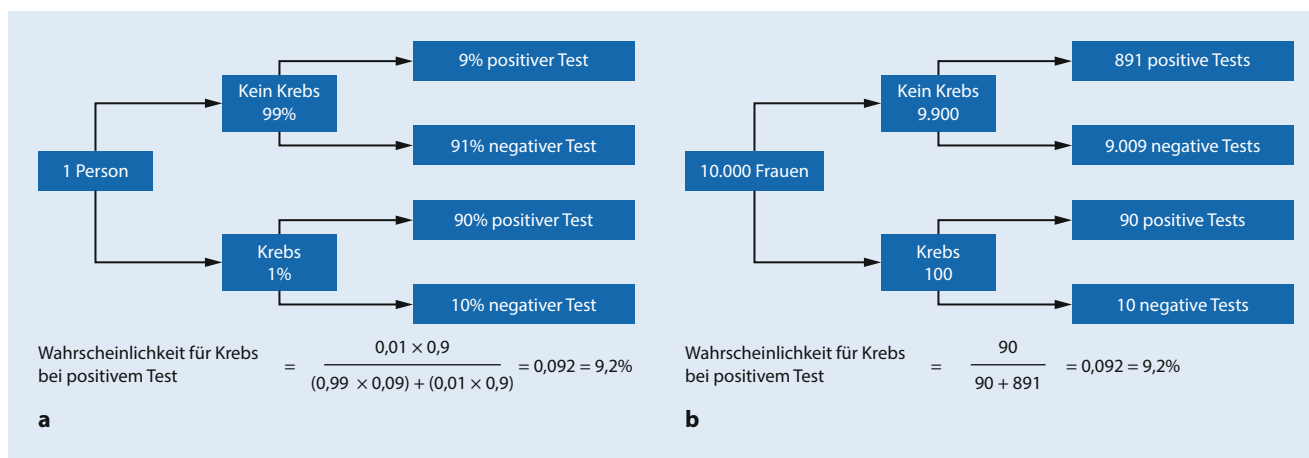 9% positiver Test
Kein Krebs
99%
91% negativer Test
1 Person
90% positiver Test
Krebs
1%
10% negativer Test
Wahrscheinlichkeit für Krebs
bei positivem Test
=
0,01 × 0,9
(0,99 × 0,09) + (0,01 × 0,9)
= 0,092 = 9,2%
a
891 positive Tests
Kein Krebs
9.900
9.009 negative Tests
10.000 Frauen
90 positive Tests
Krebs
100
10 negative Tests
Wahrscheinlichkeit für Krebs
bei positivem Test
=
90
90 + 891
= 0,092 = 9,2%
b